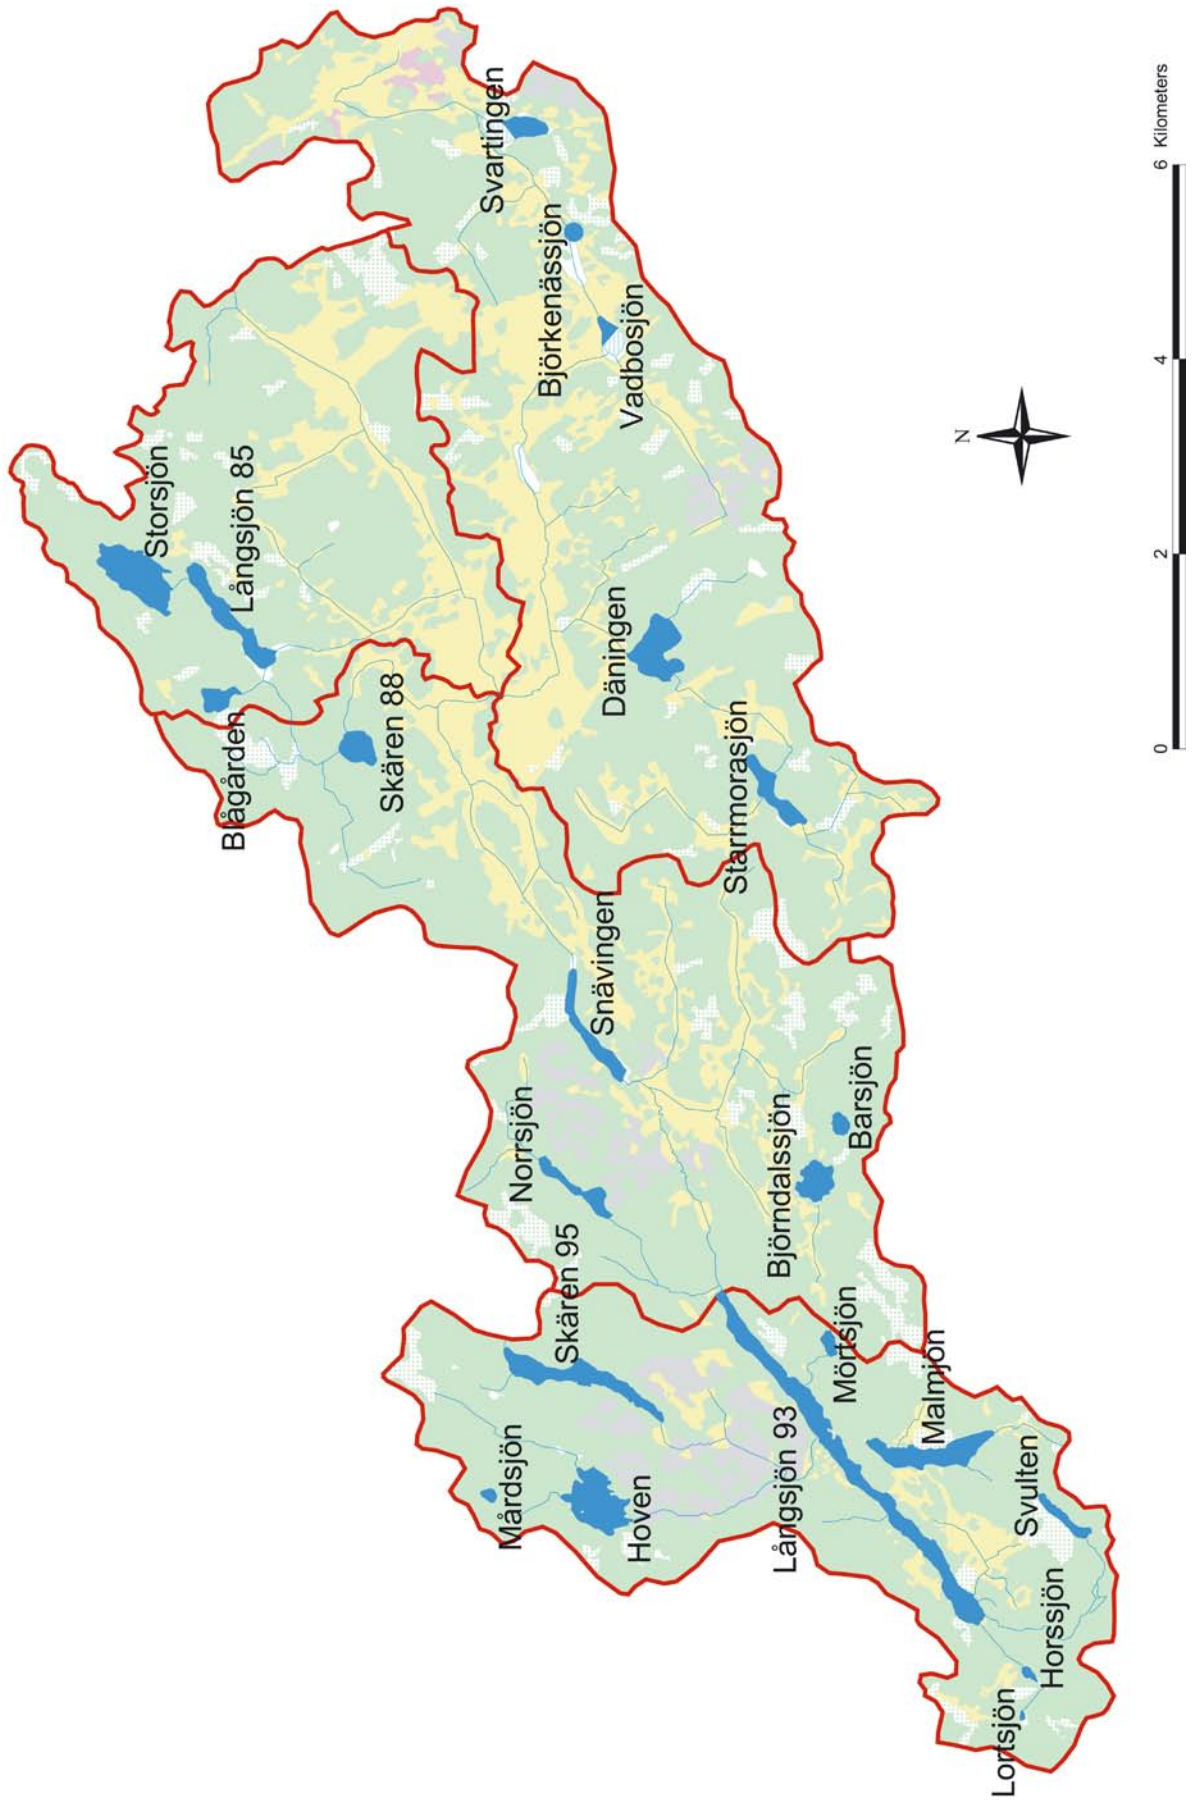 Storsjön
Blågården
Långsjön 85
Skären 88
Svartingen
Mårdsjön
Norrsjön
Björkenässjön
Skären 95
Snävingen
Däningen
Vadbosjön
Hoven
Starrmorasjön
Björndalssjön
Långsjön 93
Mörtsjön
Barsjön
Malmjön
N
Lortsjön
Svulten
Horssjön
0 2 4 6 Kilometers